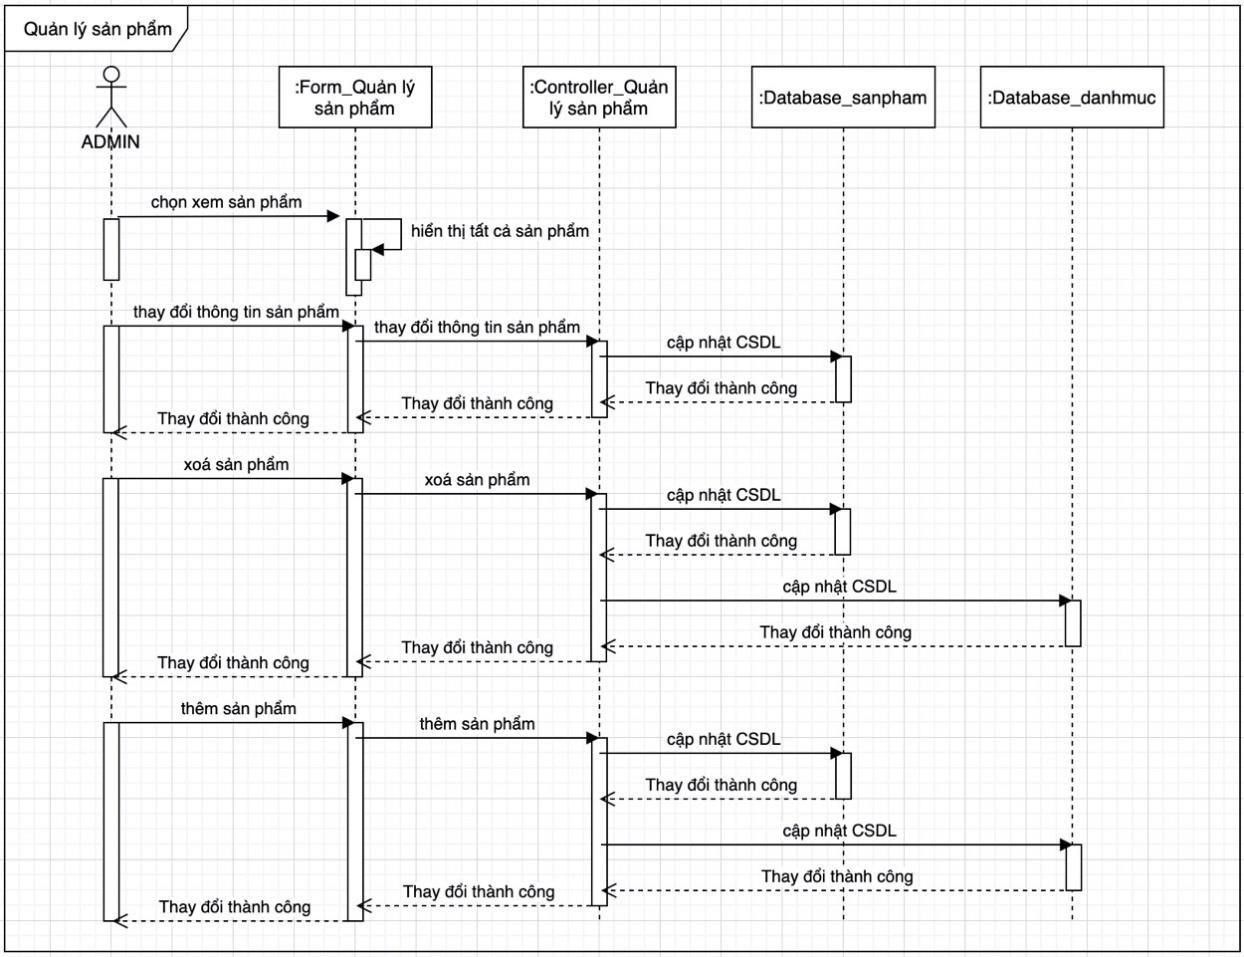 Quản lý sản phẩm
ADMIN
:Form_Quản lý
sản phẩm
:Controller_Quản
lý sản phẩm
:Database_sanpham
:Database_danhmuc
chọn xem sản phẩm
hiển thị tất cả sản phẩm
thay đổi thông tin sản phẩm
thay đổi thông tin sản phẩm
cập nhật CSDL
Thay đổi thành công
Thay đổi thành công
Thay đổi thành công
xoá sản phẩm
xoá sản phẩm
cập nhật CSDL
Thay đổi thành công
cập nhật CSDL
Thay đổi thành công
Thay đổi thành công
Thay đổi thành công
thêm sản phẩm
thêm sản phẩm
cập nhật CSDL
Thay đổi thành công
cập nhật CSDL
Thay đổi thành công
Thay đổi thành công
Thay đổi thành công